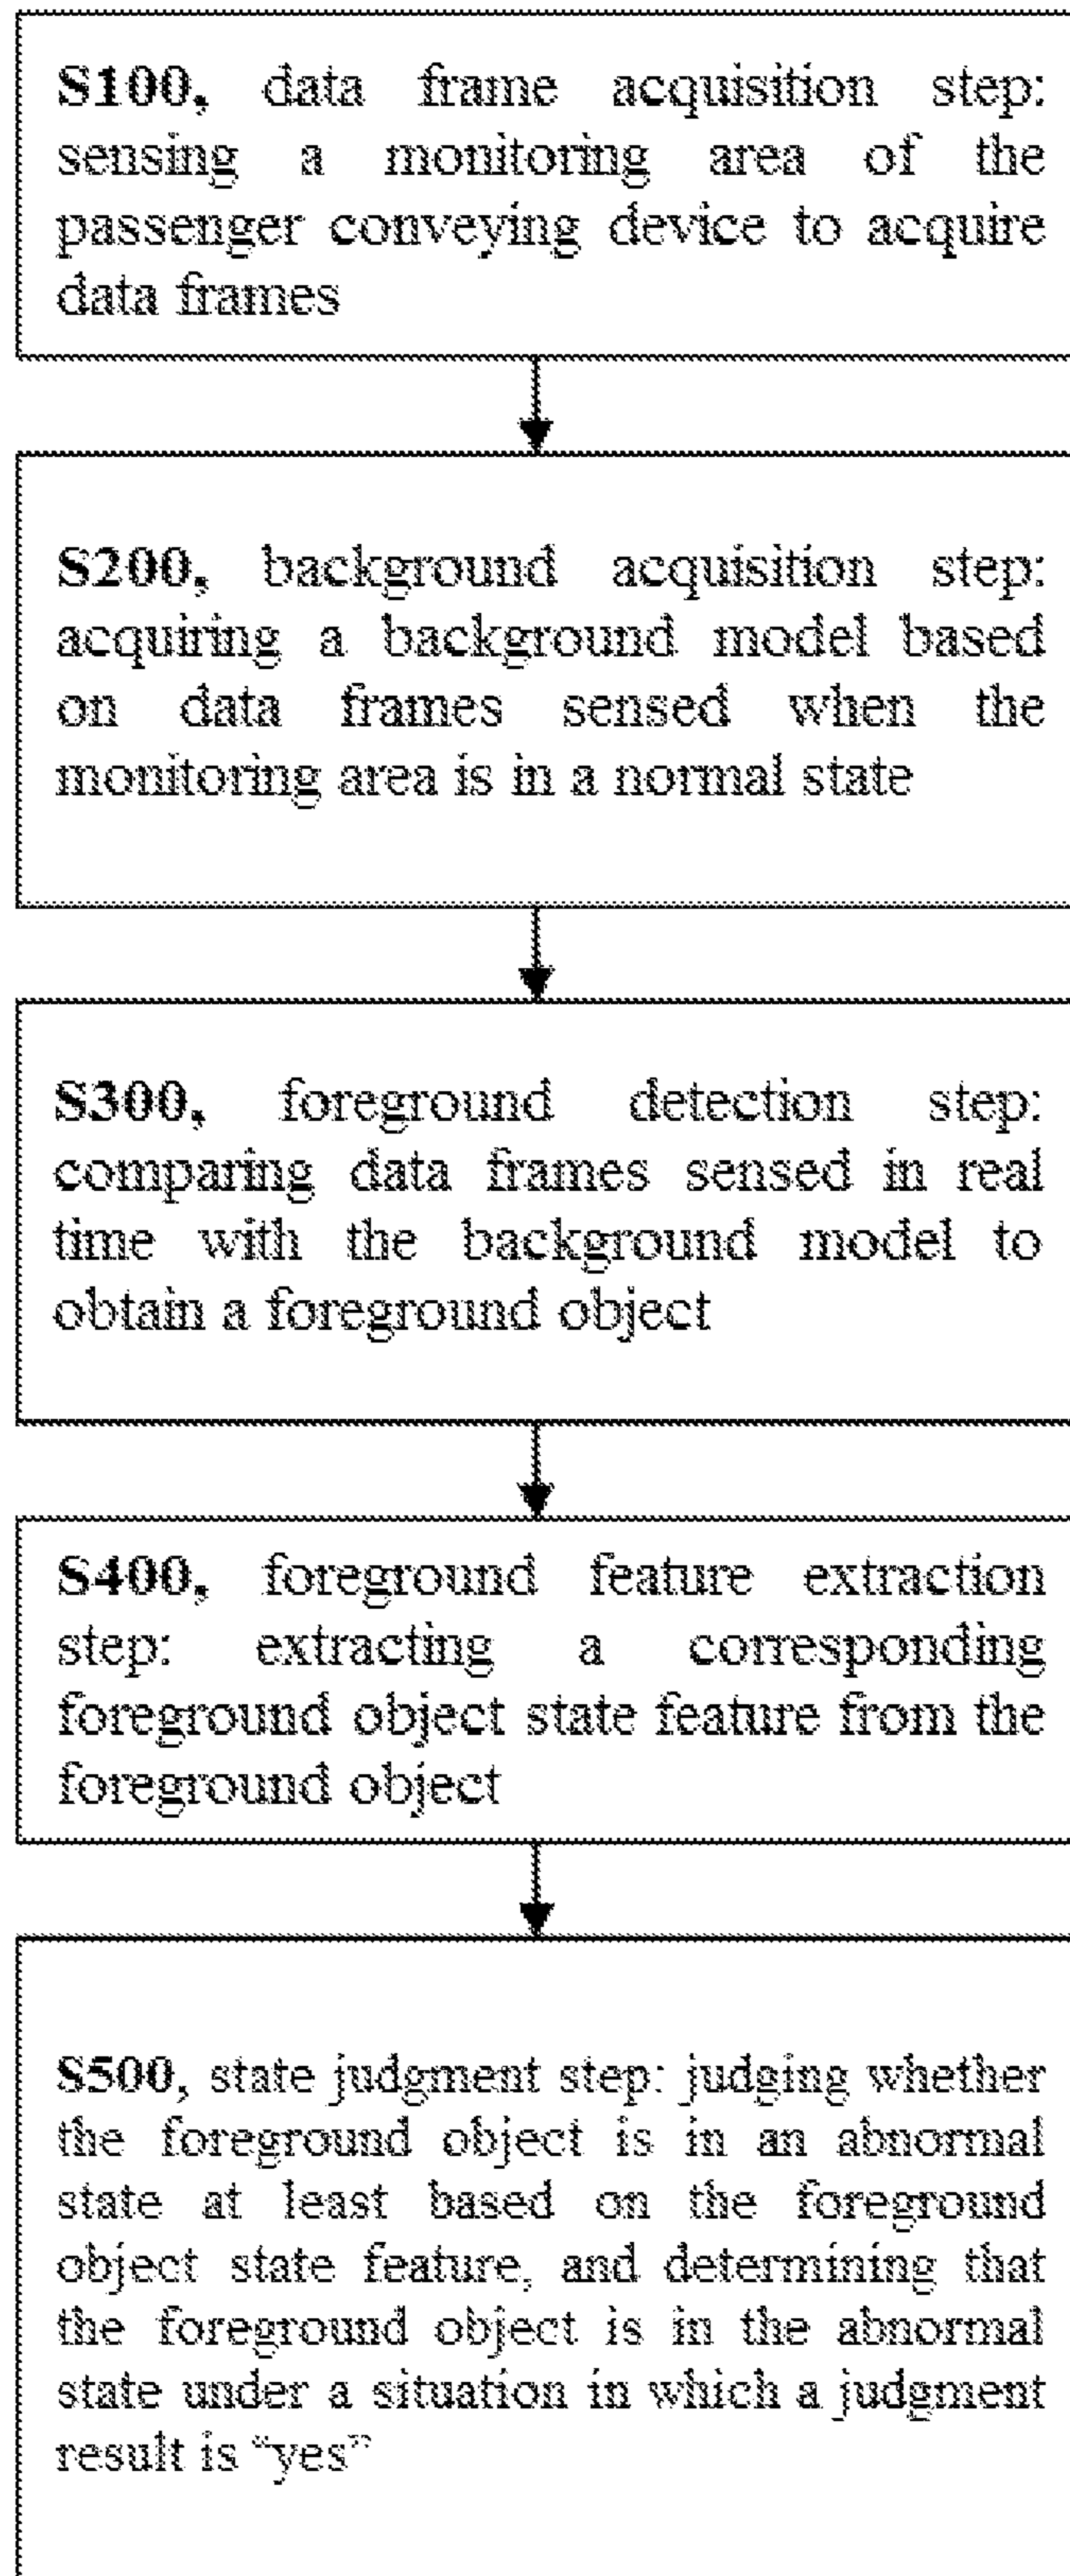 S100, data frame acquisition step:
sensing a monitoring area of the
passenger conveying device to acquire
data frames
S200, background acquisition step:
acquiring a background model based
on data frames sensed when the
monitoring area is in a normal state
S300, foreground detection step:
comparing data frames sensed in real
time with the background model to
obtain a foreground object
S400, foreground feature extraction
step: extracting a corresponding
foreground object state feature from the
foreground object
S500, state judgment step: judging whether
the foreground object is in an abnormal
state at least based on the foreground
object state feature, and determining that
the foreground object is in the abnormal
state under a situation in which a judgment
result is “yes”